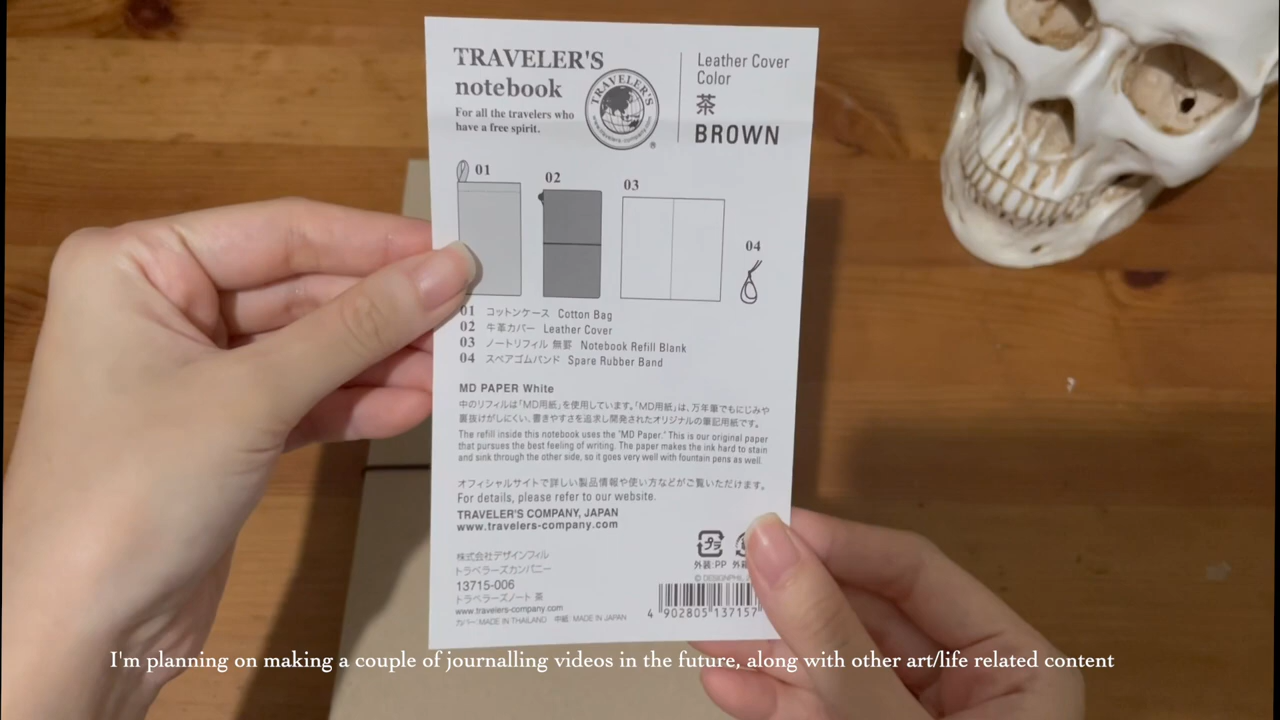 TRAVELER'S
notebook
For all the travelers who
have a free spirit.
TRAVELER'S
www.travelers-company.com
®
Leather Cover
Color
茶
BROWN
01
02
03
04
01 コットンケース Cotton Bag
02 牛革カバー Leather Cover
03 ノートリフィル 無罫 Notebook Refill Blank
04 スペアゴムバンド Spare Rubber Band
MD PAPER White
中のリフィルは「MD用紙」を使用しています。「MD用紙」は、万年筆でもにじみや
裏抜けがしにくい、書きやすさを追求し開発されたオリジナルの筆記用紙です。
The refill inside this notebook uses the "MD Paper." This is our original paper
that pursues the best feeling of writing. The paper makes the ink hard to stain
and sink through the other side, so it goes very well with fountain pens as well.
オフィシャルサイトで詳しい製品情報や使い方などがご覧いただけます。
For details, please refer to our website.
TRAVELER'S COMPANY, JAPAN
www.travelers-company.com
プラ
外装:PP 外箱
© DESIGNPHIL
株式会社デザインフィル
トラベラーズカンパニー
13715-006
トラベラーズノート 茶
www.travelers-company.com
カバー:MADE IN THAILAND 中紙:MADE IN JAPAN
4 902805 137157
I'm planning on making a couple of journalling videos in the future, along with other art/life related content